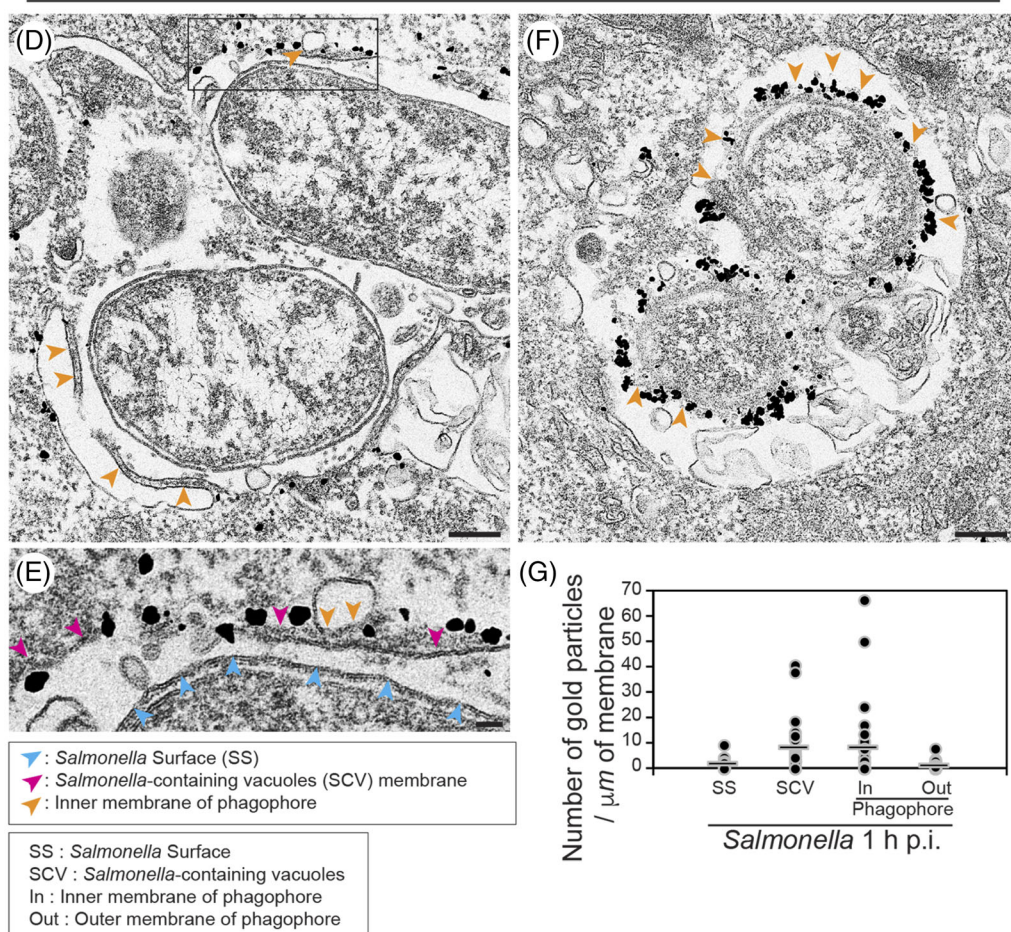 (D)
(F)
(E)
(G)
: Salmonella Surface (SS)
: Salmonella-containing vacuoles (SCV) membrane
: Inner membrane of phagophore
SS : Salmonella Surface
SCV : Salmonella-containing vacuoles
In : Inner membrane of phagophore
Out : Outer membrane of phagophore
Number of gold particles
/ μm of membrane
70
60
50
40
30
20
10
0
SS SCV In Out
Phagophore
Salmonella 1 h p.i.